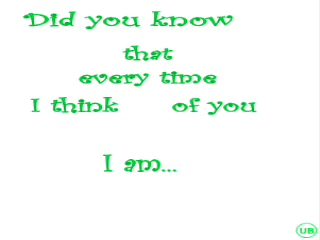 Did you know
that
every time
I think of you
I am...
UB